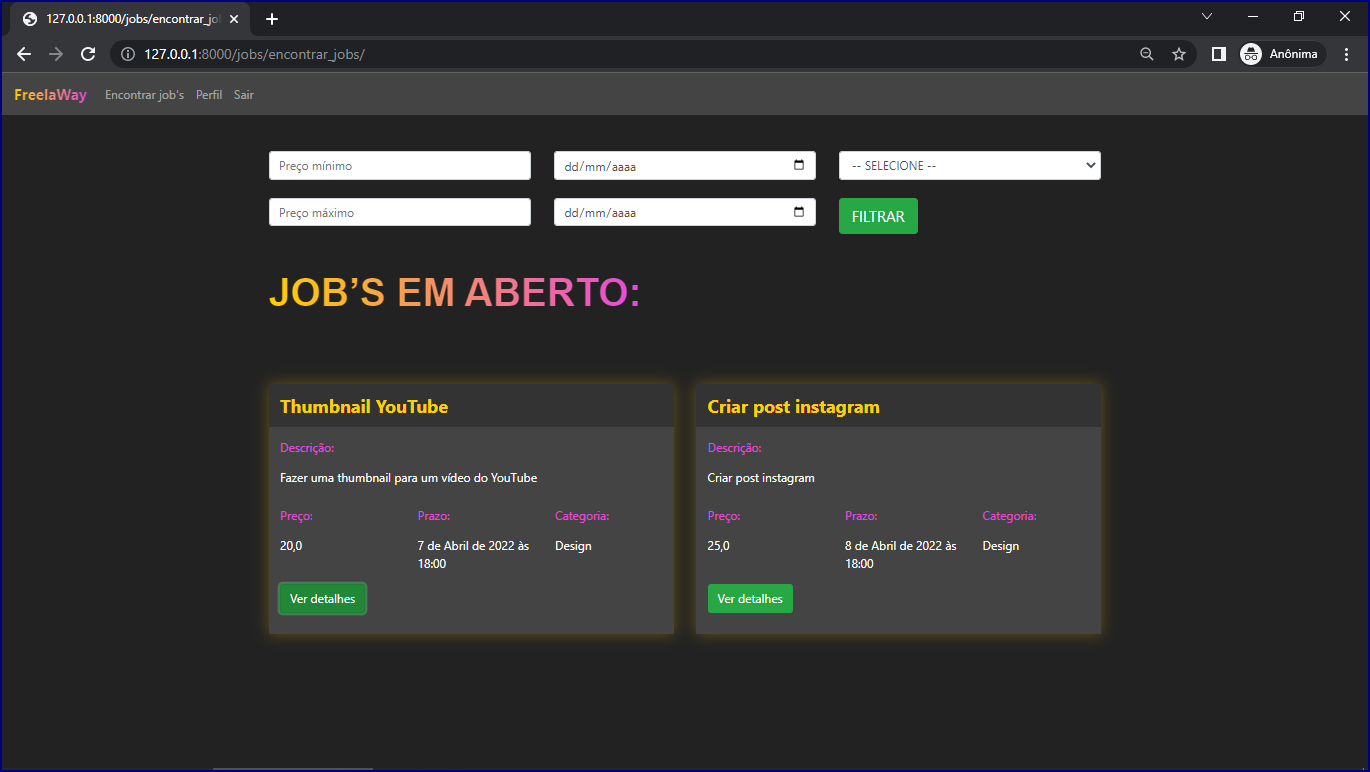 127.0.0.1:8000/jobs/encontrar_jo
127.0.0.1:8000/jobs/encontrar_jobs/
Anônima
FreelaWay Encontrar job's Perfil Sair
Preço mínimo dd/mm/aaaa -- SELECIONE --
Preço máximo dd/mm/aaaa FILTRAR
JOB’S EM ABERTO:
Thumbnail YouTube
Descrição:
Fazer uma thumbnail para um vídeo do YouTube
Preço: Prazo: Categoria:
20,0 7 de Abril de 2022 às Design
18:00
Ver detalhes
Criar post instagram
Descrição:
Criar post instagram
Preço: Prazo: Categoria:
25,0 8 de Abril de 2022 às Design
18:00
Ver detalhes